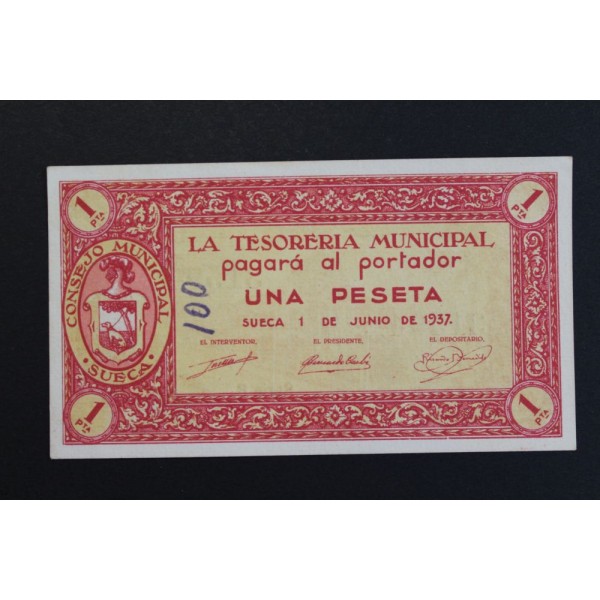 1 PTA
1 PTA
CONSEJO MUNICIPAL
· SUECA ·
LA TESORERIA MUNICIPAL
pagará al portador
UNA PESETA
SUECA 1 DE JUNIO DE 1937.
100
EL INTERVENTOR, EL PRESIDENTE, EL DEPOSITARIO,
1 PTA
1 PTA